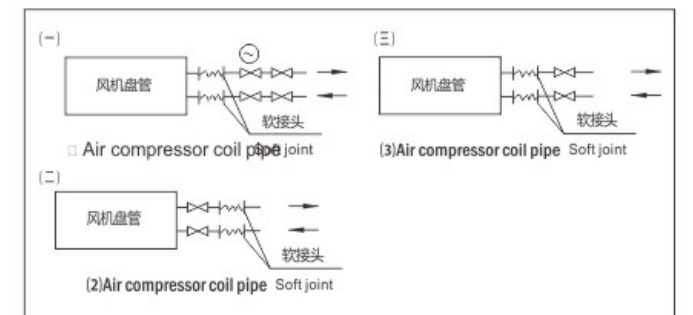 (一)
风机盘管
软接头
Air compressor coil pipe Soft joint
(二)
风机盘管
软接头
(2)Air compressor coil pipe Soft joint
(三)
风机盘管
软接头
(3)Air compressor coil pipe Soft joint